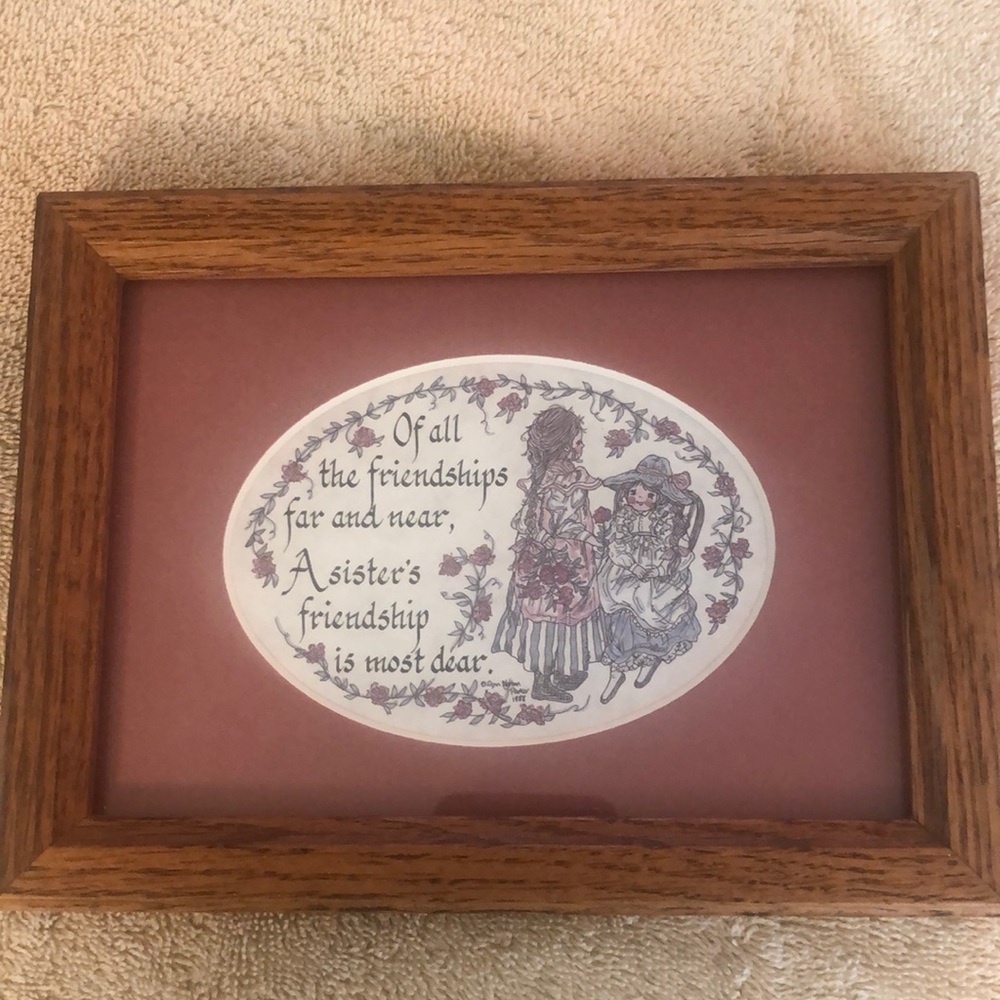 Of all
the friendships
far and near,
A sister's
friendship
is most dear.
©